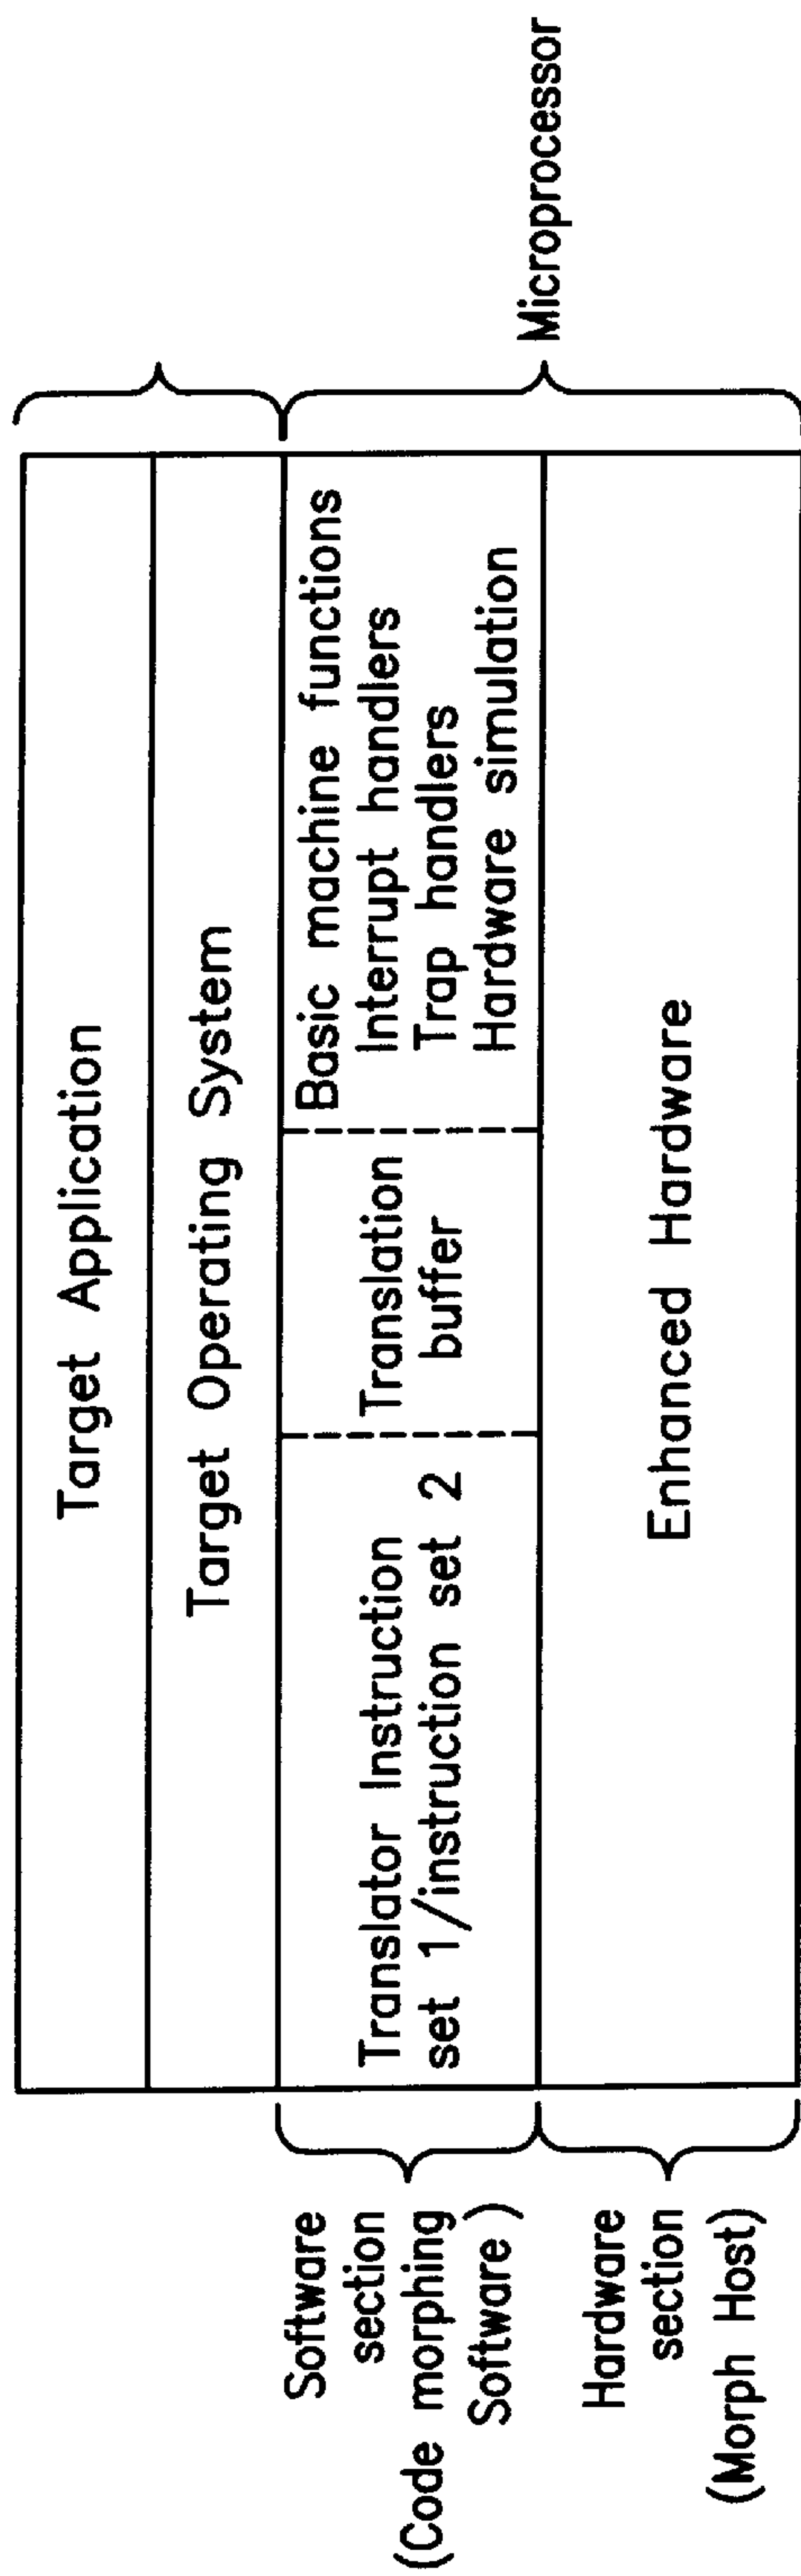 Target Application
Target Operating System
Software
section
(Code morphing
Software)
Translator Instruction
set 1/instruction set 2
Translation
buffer
Basic machine functions
Interrupt handlers
Trap handlers
Hardware simulation
Microprocessor
Hardware
section
(Morph Host)
Enhanced Hardware